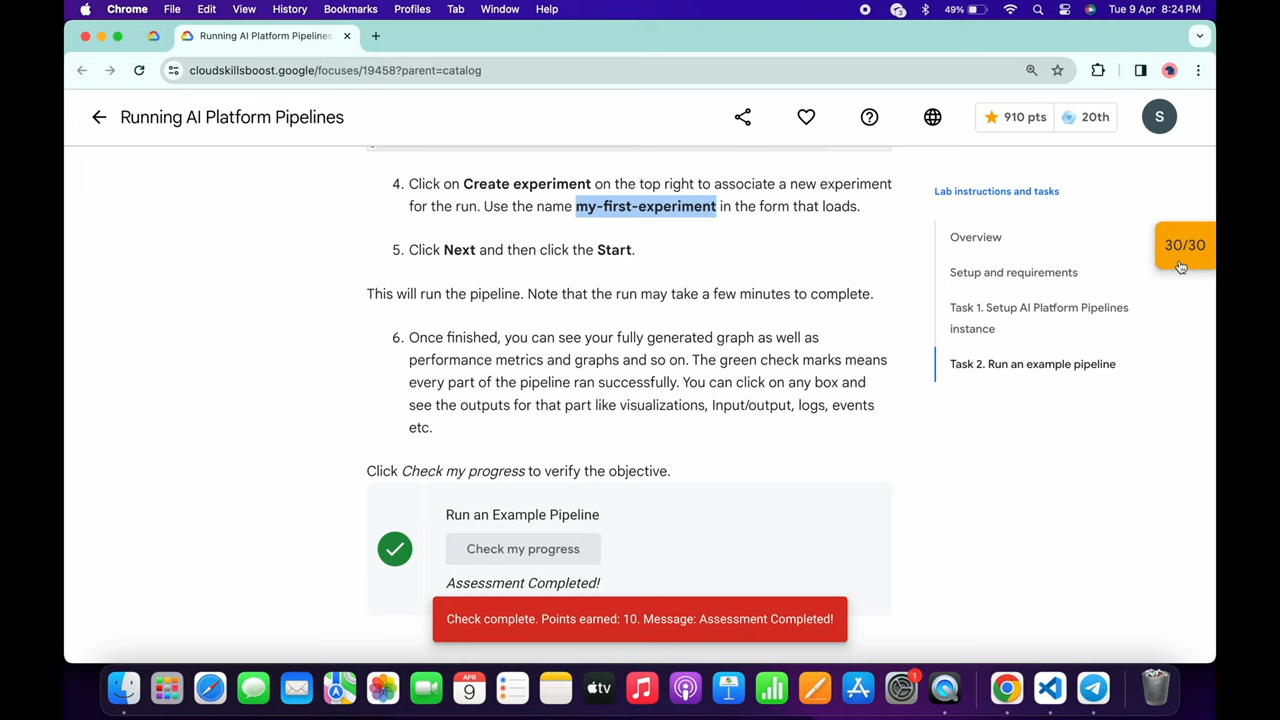 Chrome File Edit View History Bookmarks Profiles Tab Window Help 3 49% Tue 9 Apr 8:24 PM
Running AI Platform Pipelines
cloudskillsboost.google/focuses/19458?parent=catalog
Running AI Platform Pipelines 910 pts 20th S
4. Click on Create experiment on the top right to associate a new experiment
for the run. Use the name my-first-experiment in the form that loads.
5. Click Next and then click the Start.
This will run the pipeline. Note that the run may take a few minutes to complete.
6. Once finished, you can see your fully generated graph as well as
performance metrics and graphs and so on. The green check marks means
every part of the pipeline ran successfully. You can click on any box and
see the outputs for that part like visualizations, Input/output, logs, events
etc.
Click Check my progress to verify the objective.
Run an Example Pipeline
Check my progress
Assessment Completed!
Check complete. Points earned: 10. Message: Assessment Completed!
Lab instructions and tasks
Overview
Setup and requirements
Task 1. Setup AI Platform Pipelines
instance
Task 2. Run an example pipeline
30/30
APR
9
tv
1